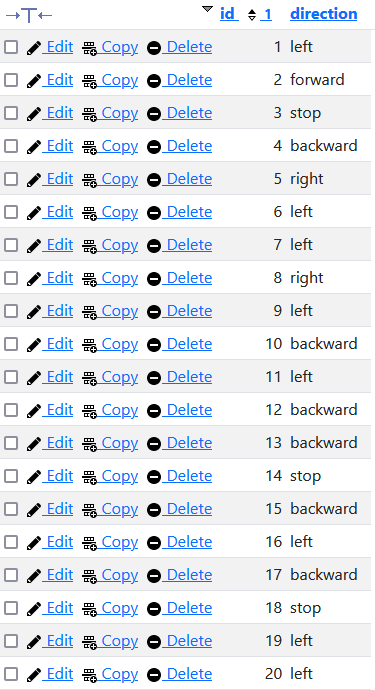 id 1 direction
Edit Copy Delete 1 left
Edit Copy Delete 2 forward
Edit Copy Delete 3 stop
Edit Copy Delete 4 backward
Edit Copy Delete 5 right
Edit Copy Delete 6 left
Edit Copy Delete 7 left
Edit Copy Delete 8 right
Edit Copy Delete 9 left
Edit Copy Delete 10 backward
Edit Copy Delete 11 left
Edit Copy Delete 12 backward
Edit Copy Delete 13 backward
Edit Copy Delete 14 stop
Edit Copy Delete 15 backward
Edit Copy Delete 16 left
Edit Copy Delete 17 backward
Edit Copy Delete 18 stop
Edit Copy Delete 19 left
Edit Copy Delete 20 left